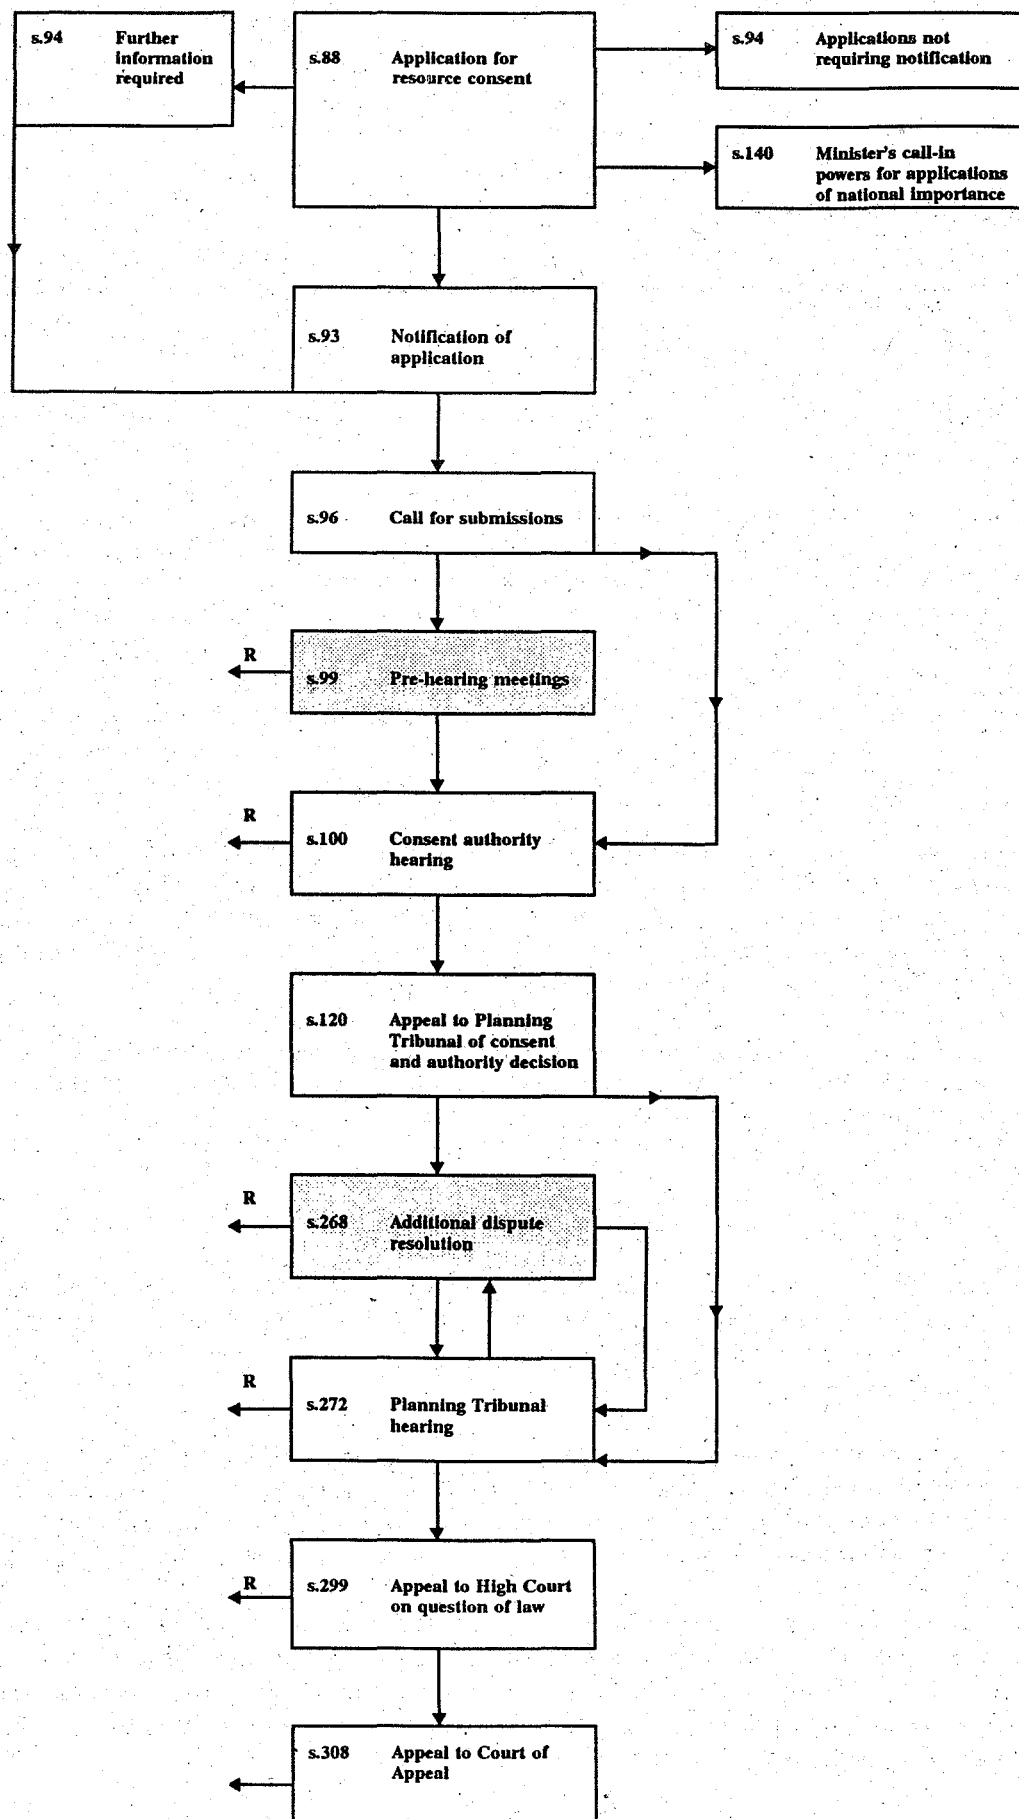 s.94 Further
information
required
s.88 Application for
resource consent
s.94 Applications not
requiring notification
s.140 Minister's call-in
powers for applications
of national importance
s.93 Notification of
application
s.96 Call for submissions
R
s.99 Pre-hearing meetings
R
s.100 Consent authority
hearing
s.120 Appeal to Planning
Tribunal of consent
and authority decision
R
s.268 Additional dispute
resolution
R
s.272 Planning Tribunal
hearing
R
s.299 Appeal to High Court
on question of law
s.308 Appeal to Court of
Appeal